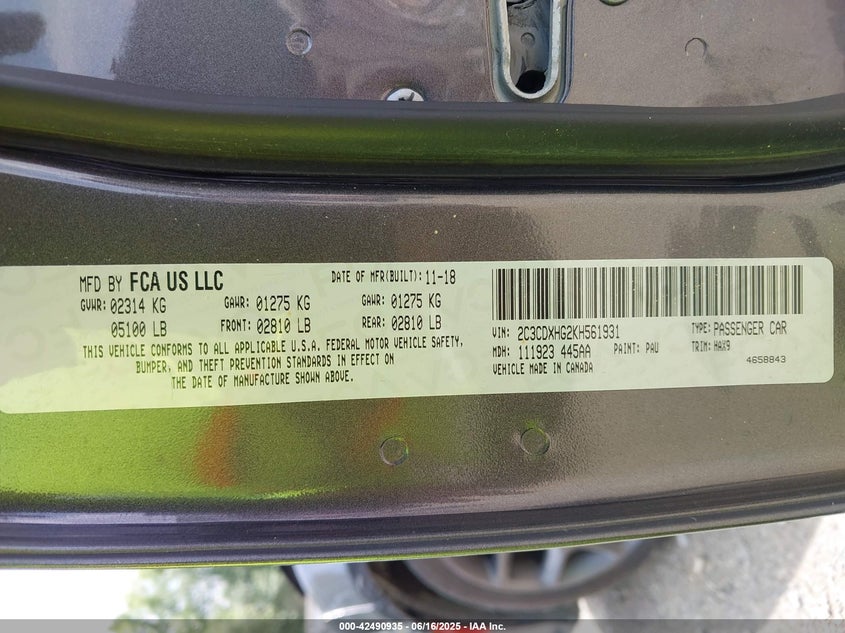 MFD BY FCA US LLC
DATE OF MFR(BUILT): 11-18
GVWR: 02314 KG
GAWR: 01275 KG
GAWR: 01275 KG
05100 LB
FRONT: 02810 LB
REAR: 02810 LB
THIS VEHICLE CONFORMS TO ALL APPLICABLE U.S.A. FEDERAL MOTOR VEHICLE SAFETY,
BUMPER, AND THEFT PREVENTION STANDARDS IN EFFECT ON
THE DATE OF MANUFACTURE SHOWN ABOVE.
VIN: 2C3CDXHG2KH561931
TYPE: PASSENGER CAR
MDH: 111923 445AA
PAINT: PAU
TRIM: HAX9
VEHICLE MADE IN CANADA
4658843
000-42490935 - 06/16/2025 - IAA Inc.